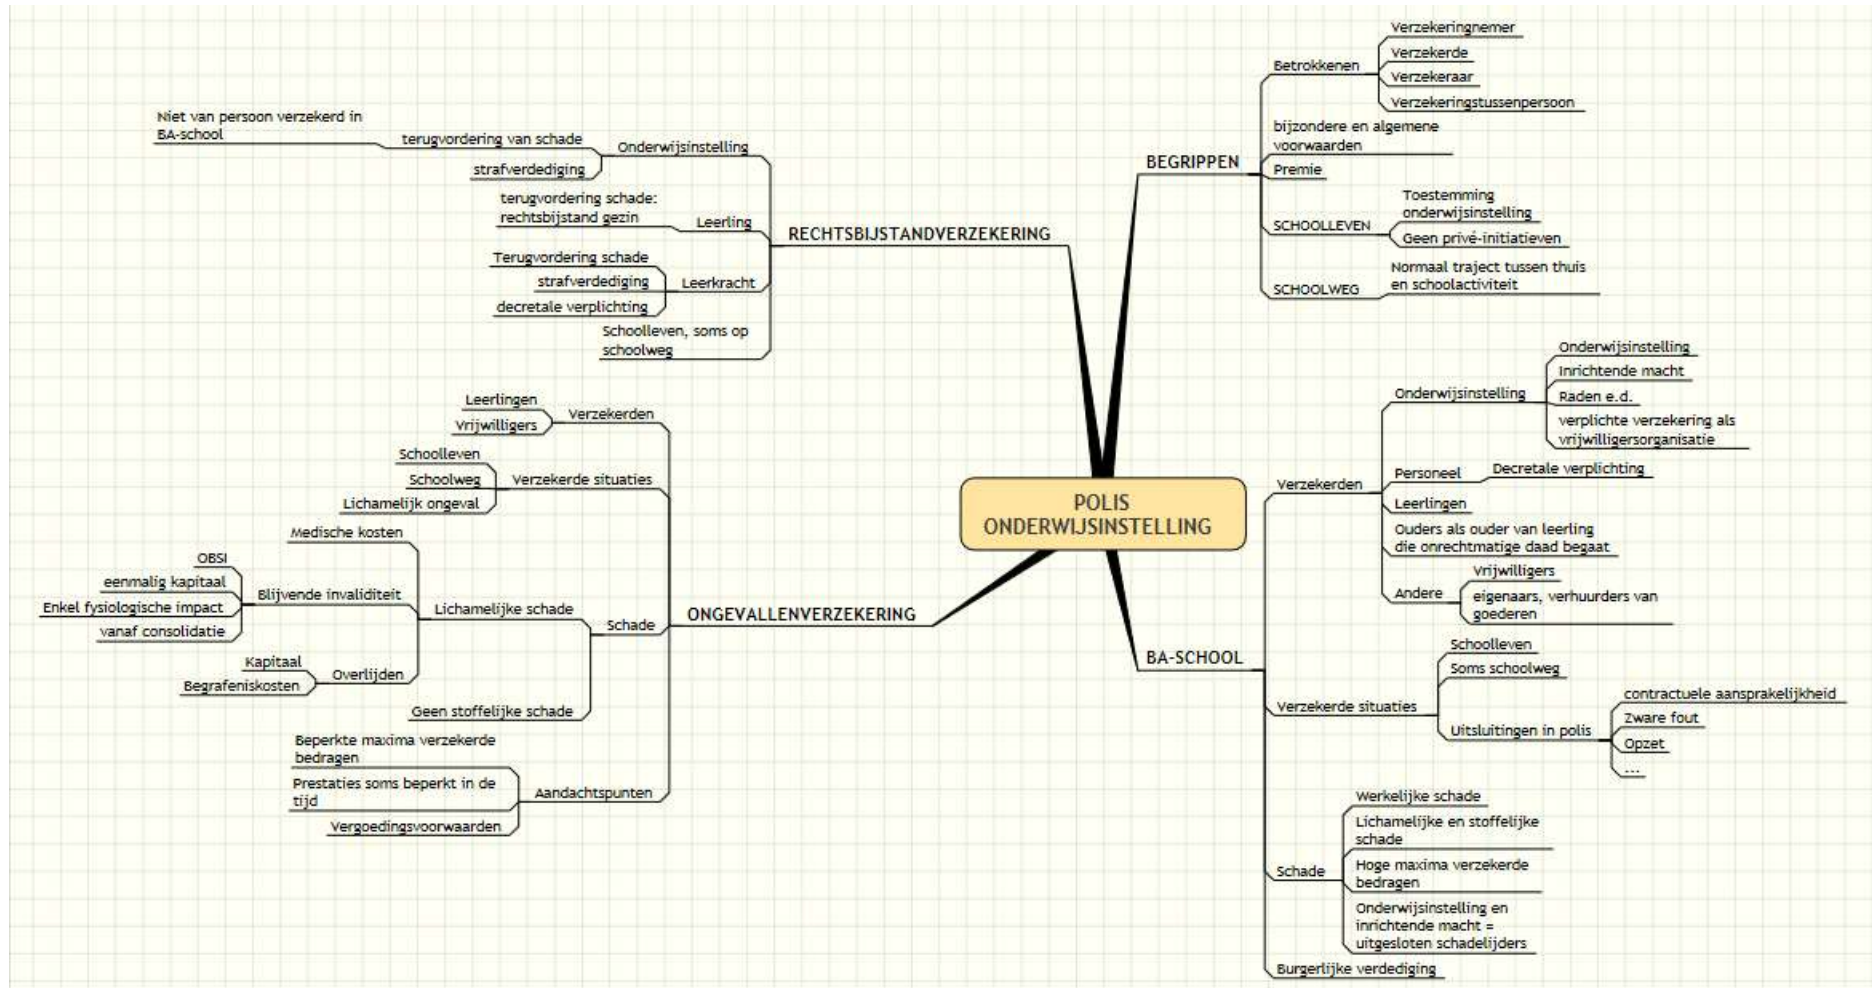 POLIS
ONDERWIJSINSTELLING
BEGRIPPEN
Betrokkenen
Verzekeringnemer
Verzekerde
Verzekeraar
Verzekeringstussenpersoon
bijzondere en algemene
voorwaarden
Premie
SCHOOLLEVEN
Toestemming
onderwijsinstelling
Geen privé-initiatieven
SCHOOLWEG
Normaal traject tussen thuis
en schoolactiviteit
BA-SCHOOL
Verzekerden
Onderwijsinstelling
Onderwijsinstelling
Inrichtende macht
Raden e.d.
verplichte verzekering als
vrijwilligersorganisatie
Personeel
Decretale verplichting
Leerlingen
Ouders als ouder van leerling
die onrechtmatige daad begaat
Andere
Vrijwilligers
eigenaars, verhuurders van
goederen
Verzekerde situaties
Schoolleven
Soms schoolweg
Uitsluitingen in polis
contractuele aansprakelijkheid
Zware fout
Opzet
...
Schade
Werkelijke schade
Lichamelijke en stoffelijke
schade
Hoge maxima verzekerde
bedragen
Onderwijsinstelling en
inrichtende macht =
uitgesloten schadelijders
Burgerlijke verdediging
RECHTSBIJSTANDVERZEKERING
Onderwijsinstelling
terugvordering van schade
Niet van persoon verzekerd in
BA-school
strafverdediging
Leerling
terugvordering schade:
rechtsbijstand gezin
Leerkracht
Terugvordering schade
strafverdediging
decretale verplichting
Schoolleven, soms op
schoolweg
ONGEVALLENVERZEKERING
Verzekerden
Leerlingen
Vrijwilligers
Verzekerde situaties
Schoolleven
Schoolweg
Lichamelijk ongeval
Schade
Lichamelijke schade
Medische kosten
Blijvende invaliditeit
OBSI
eenmalig kapitaal
Enkel fysiologische impact
vanaf consolidatie
Overlijden
Kapitaal
Begrafeniskosten
Geen stoffelijke schade
Aandachtspunten
Beperkte maxima verzekerde
bedragen
Prestaties soms beperkt in de
tijd
Vergoedingsvoorwaarden